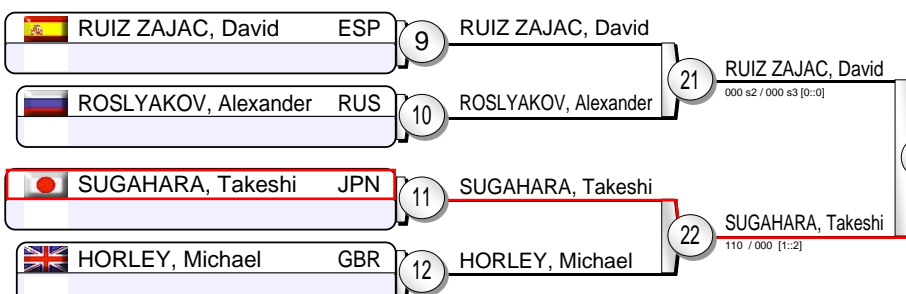 RUIZ ZAJAC, David ESP
9
RUIZ ZAJAC, David
21
RUIZ ZAJAC, David
000 s2 / 000 s3 [0::0]
ROSLYAKOV, Alexander RUS
10
ROSLYAKOV, Alexander
SUGAHARA, Takeshi JPN
11
SUGAHARA, Takeshi
22
SUGAHARA, Takeshi
110 / 000 [1::2]
HORLEY, Michael GBR
12
HORLEY, Michael